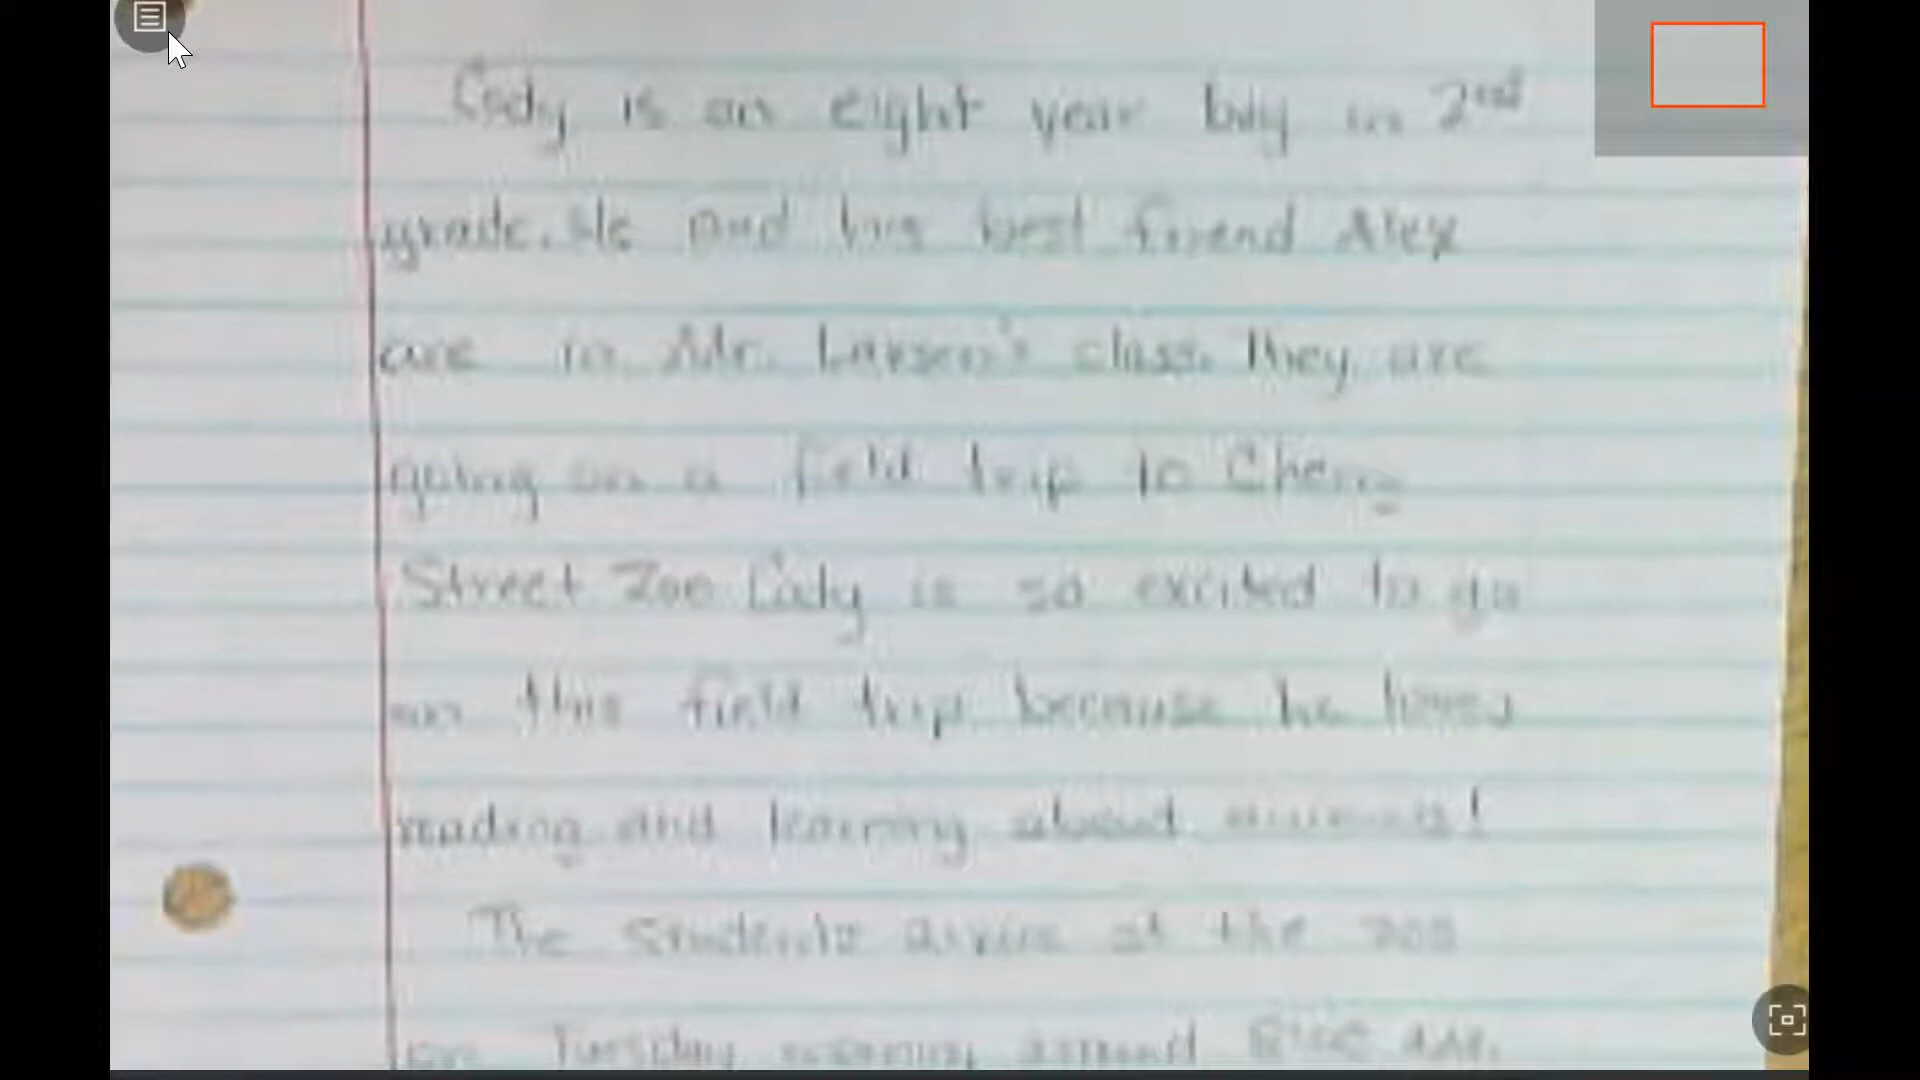 Cody is an eight year boy in 2nd
grade. He and his best friend Alex
are in Mr. Larsen's class. They are
going on a field trip to Cherry
Street Zoo Cody is so excited to go
on this field trip because he loves
reading and learning about animals!
The students arrive at the zoo
on Tuesday morning around AM.